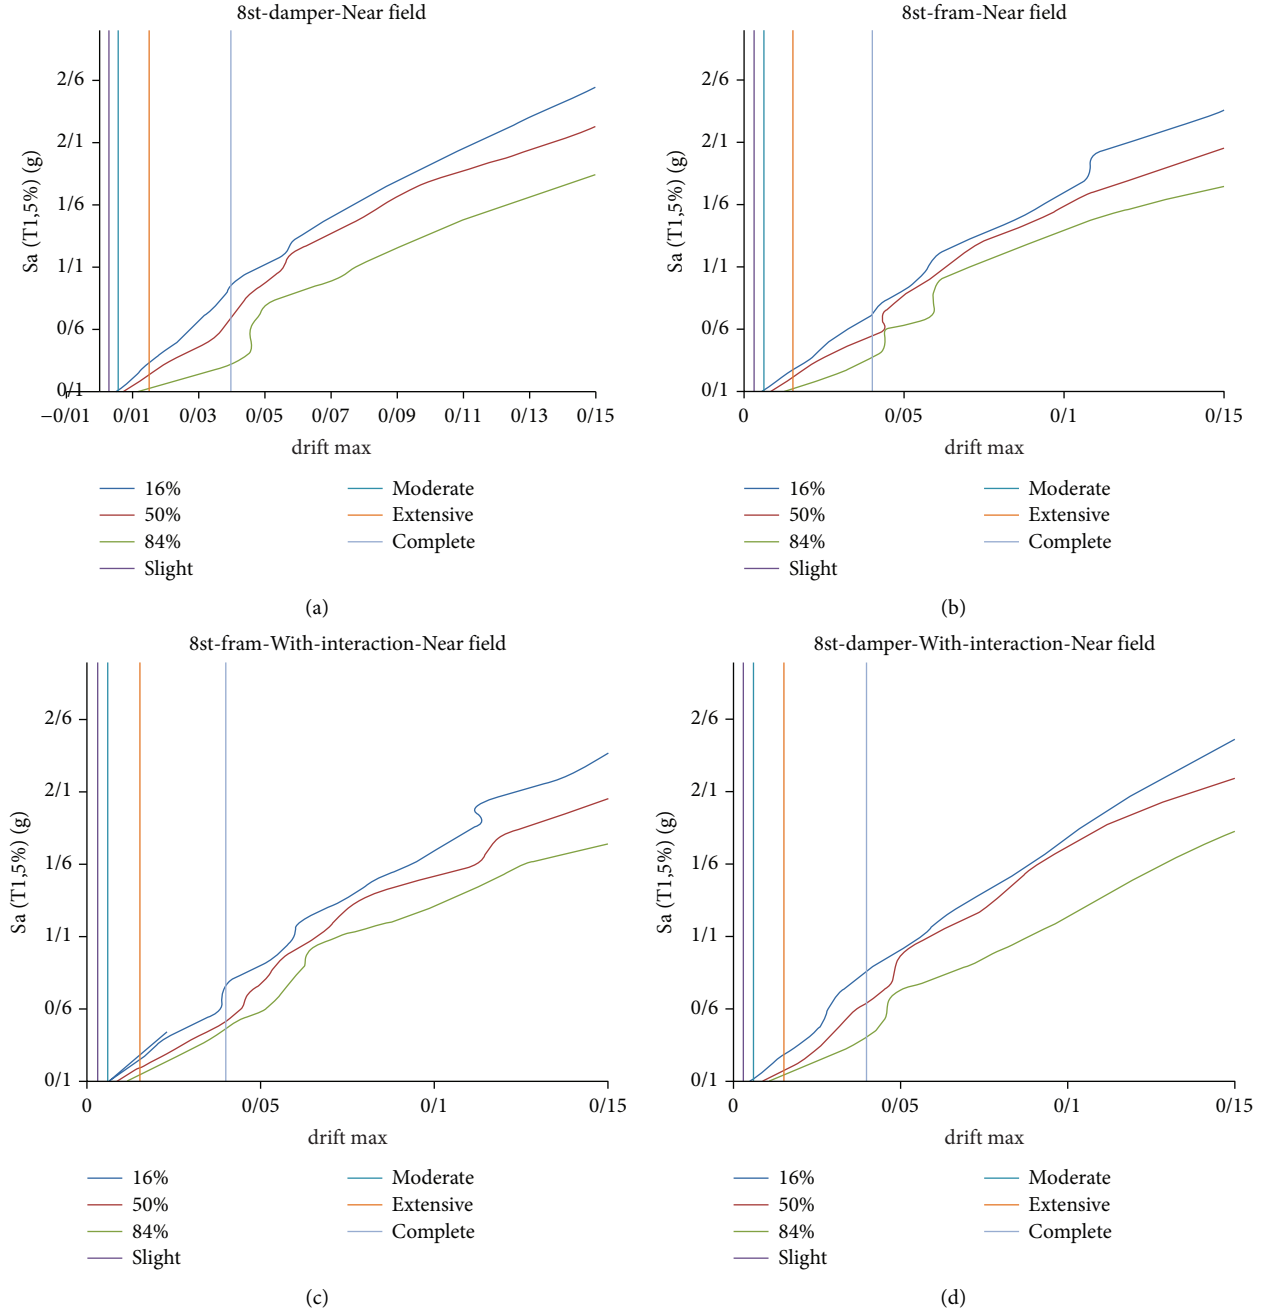 8st-damper-Near field
Sa (T1,5%) (g)
2/6
2/1
1/6
1/1
0/6
0/1
−0/01 0/01 0/03 0/05 0/07 0/09 0/11 0/13 0/15
drift max
16%
50%
84%
Slight
Moderate
Extensive
Complete
(a)
8st-fram-Near field
Sa (T1,5%) (g)
2/6
2/1
1/6
1/1
0/6
0/1
0 0/05 0/1 0/15
drift max
16%
50%
84%
Slight
Moderate
Extensive
Complete
(b)
8st-fram-With-interaction-Near field
Sa (T1,5%) (g)
2/6
2/1
1/6
1/1
0/6
0/1
0 0/05 0/1 0/15
drift max
16%
50%
84%
Slight
Moderate
Extensive
Complete
(c)
8st-damper-With-interaction-Near field
Sa (T1,5%) (g)
2/6
2/1
1/6
1/1
0/6
0/1
0 0/05 0/1 0/15
drift max
16%
50%
84%
Slight
Moderate
Extensive
Complete
(d)